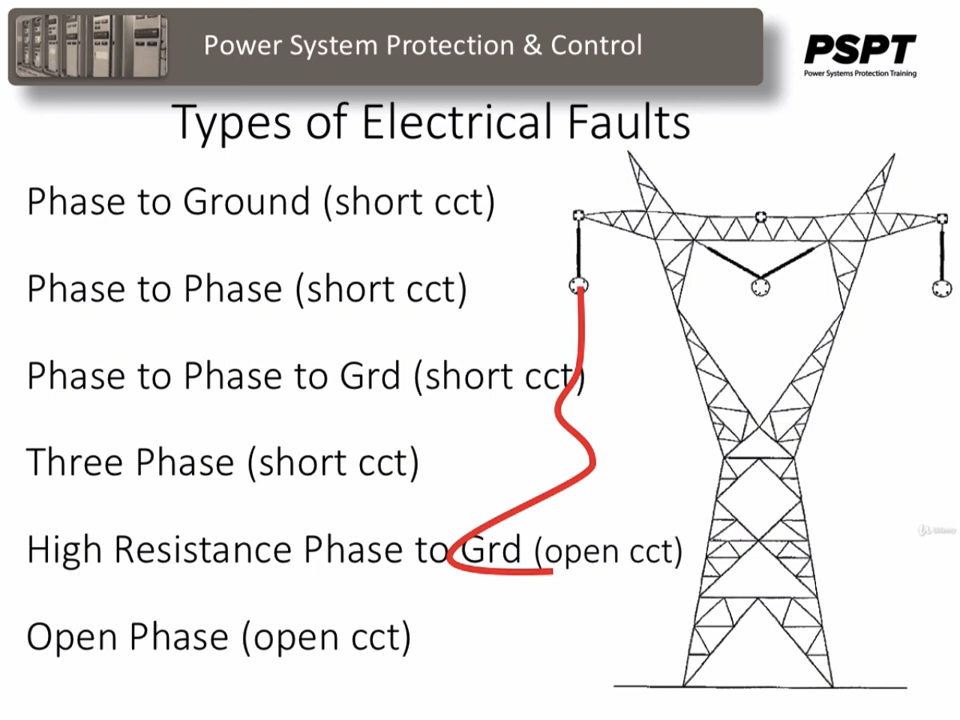 Power System Protection & Control
PSPT
Power Systems Protection Training
Types of Electrical Faults
Phase to Ground (short cct)
Phase to Phase (short cct)
Phase to Phase to Grd (short cct)
Three Phase (short cct)
High Resistance Phase to Grd (open cct)
Open Phase (open cct)